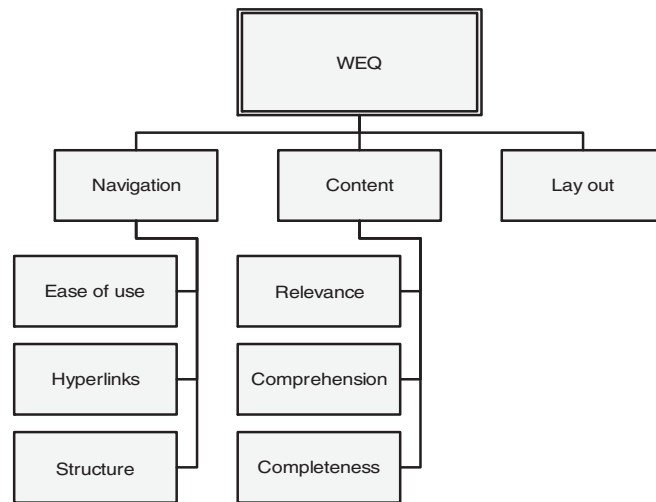 WEQ
Navigation
Content
Lay out
Ease of use
Relevance
Hyperlinks
Comprehension
Structure
Completeness